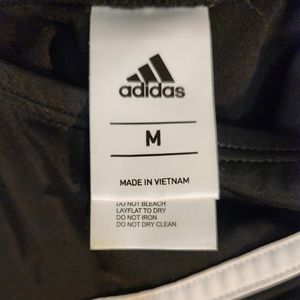 adidas
M
MADE IN VIETNAM
DO NOT BLEACH
LAYFLAT TO DRY
DO NOT IRON
DO NOT DRY CLEAN